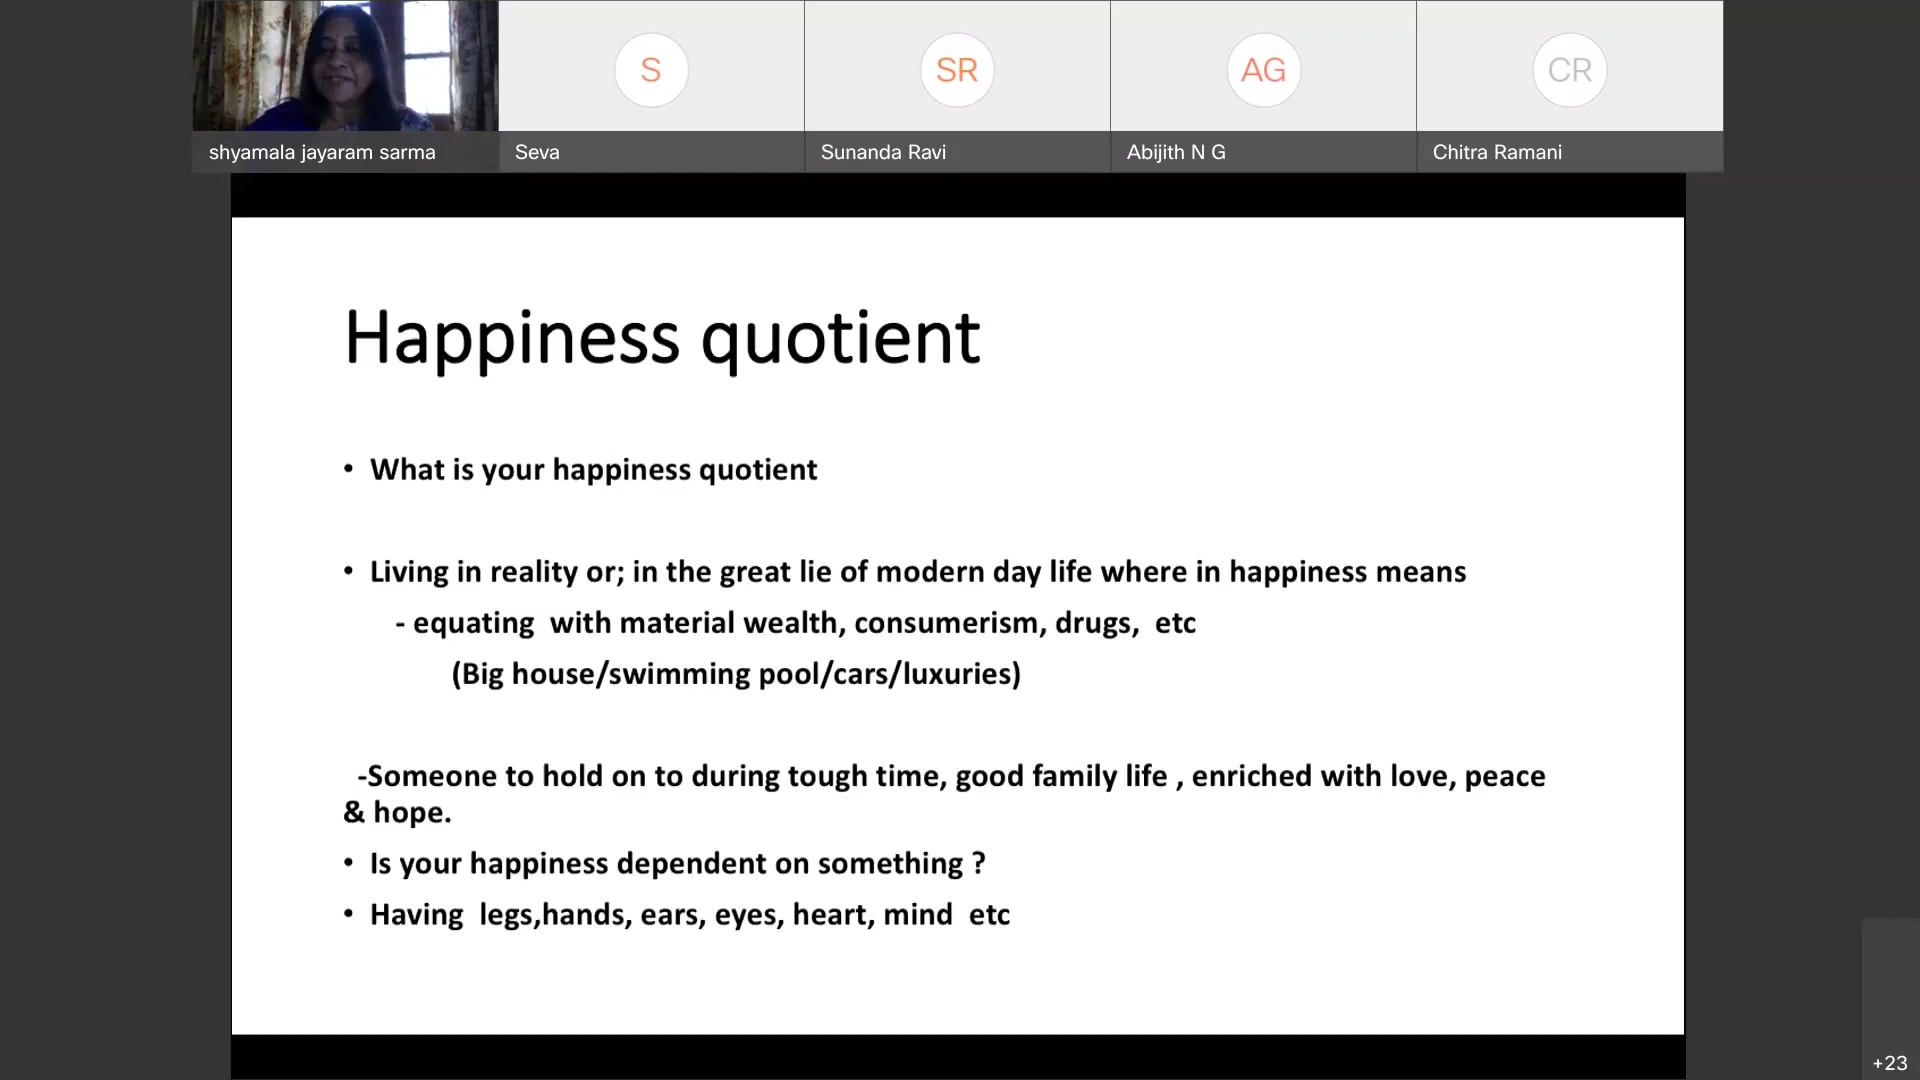 S
SR
AG
CR
shyamala jayaram sarma
Seva
Sunanda Ravi
Abijith N G
Chitra Ramani
Happiness quotient
• What is your happiness quotient
• Living in reality or; in the great lie of modern day life where in happiness means
- equating  with material wealth, consumerism, drugs,  etc
(Big house/swimming pool/cars/luxuries)
-Someone to hold on to during tough time, good family life , enriched with love, peace
& hope.
• Is your happiness dependent on something ?
• Having  legs,hands, ears, eyes, heart, mind  etc
+23